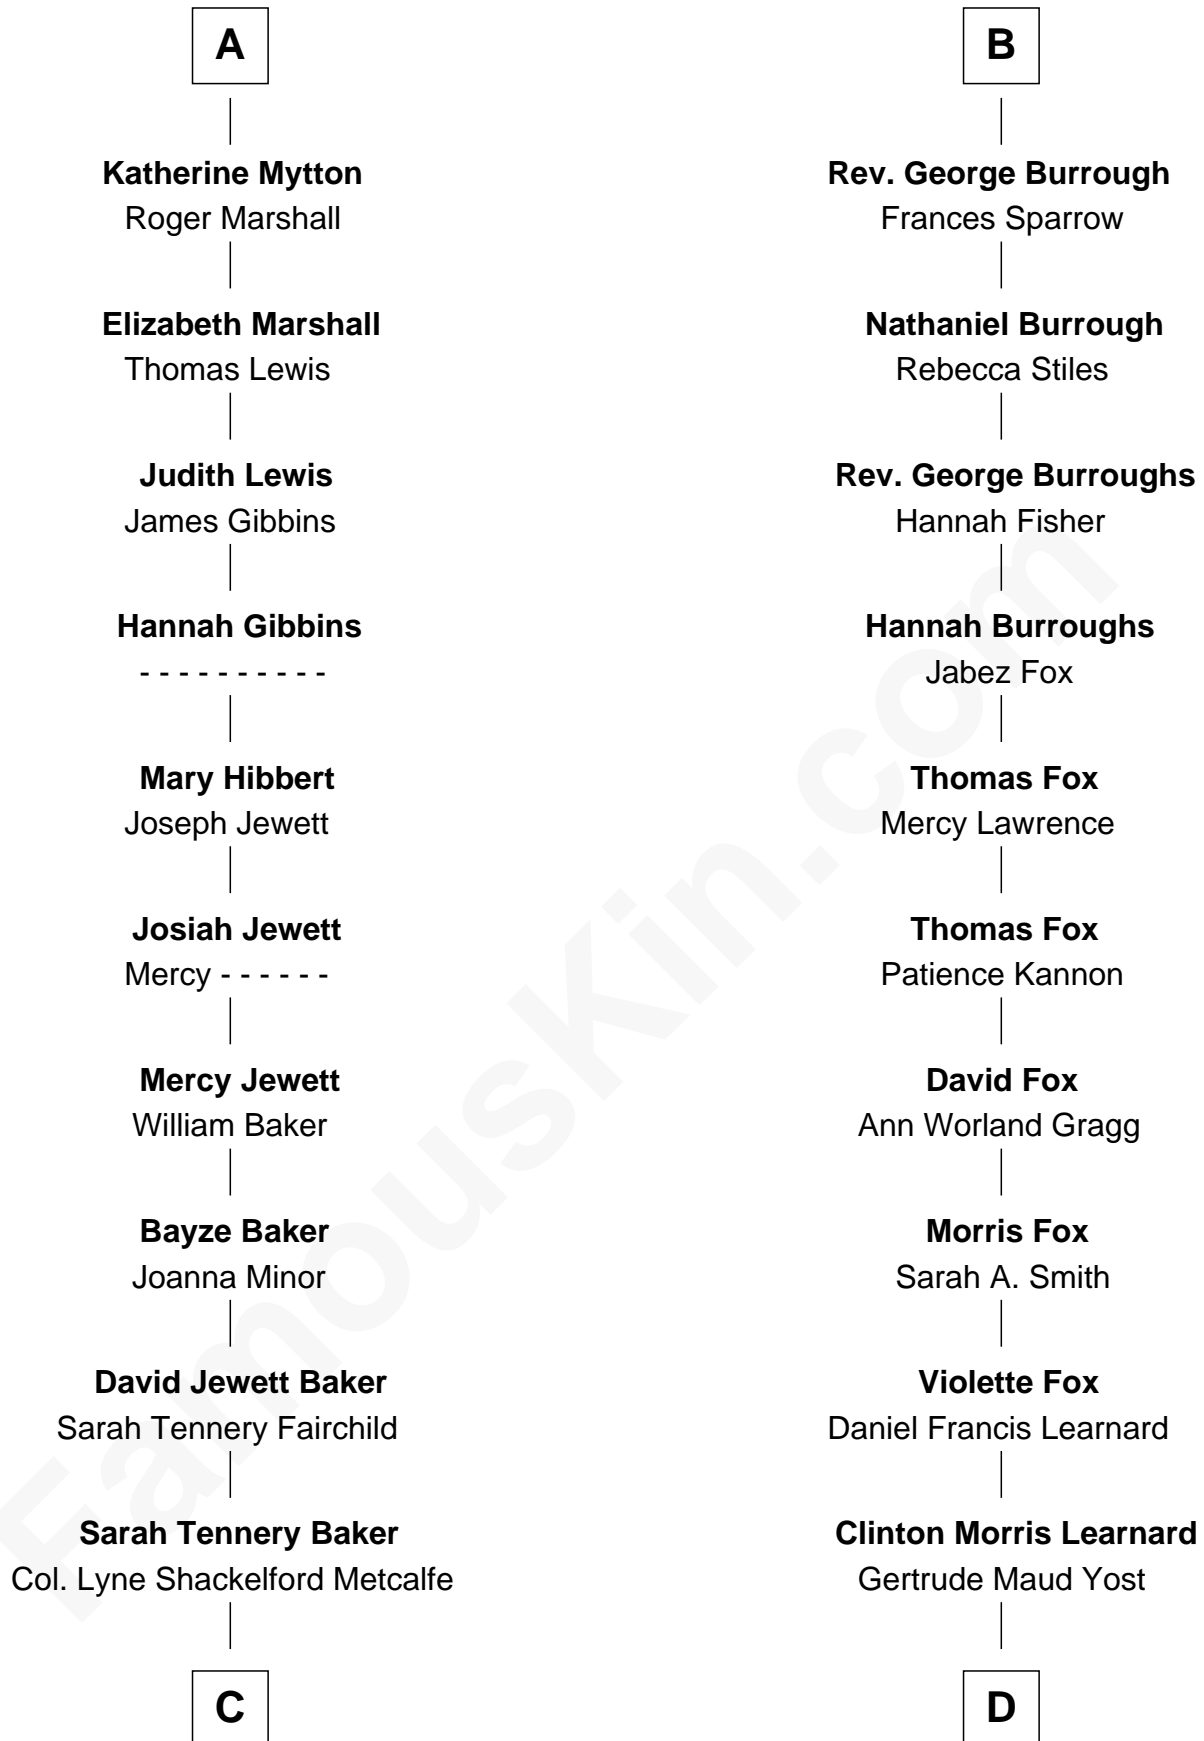 A
Katherine Mytton
Roger Marshall
Elizabeth Marshall
Thomas Lewis
Judith Lewis
James Gibbins
Hannah Gibbins
- - - - - - - - - -
Mary Hibbert
Joseph Jewett
Josiah Jewett
Mercy - - - - - -
Mercy Jewett
William Baker
Bayze Baker
Joanna Minor
David Jewett Baker
Sarah Tennery Fairchild
Sarah Tennery Baker
Col. Lyne Shackelford Metcalfe
C
B
Rev. George Burrough
Frances Sparrow
Nathaniel Burrough
Rebecca Stiles
Rev. George Burroughs
Hannah Fisher
Hannah Burroughs
Jabez Fox
Thomas Fox
Mercy Lawrence
Thomas Fox
Patience Kannon
David Fox
Ann Worland Gragg
Morris Fox
Sarah A. Smith
Violette Fox
Daniel Francis Learnard
Clinton Morris Learnard
Gertrude Maud Yost
D
FamousKin.com